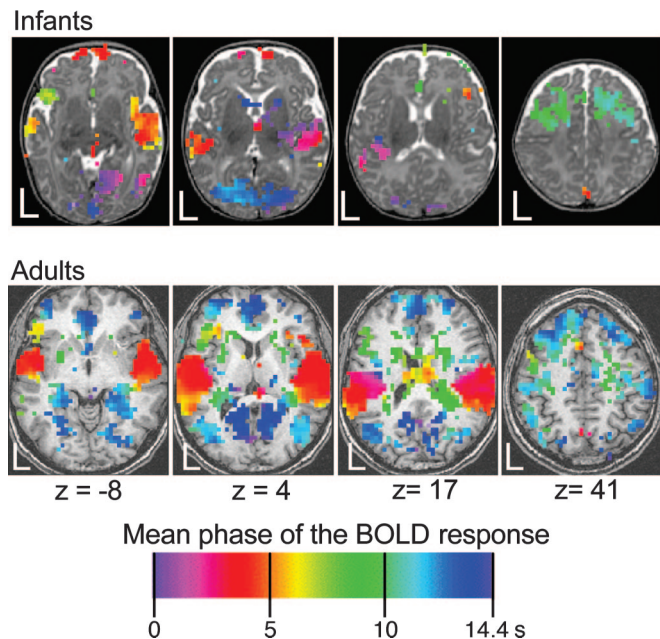 Infants
L
L
L
L
Adults
L
L
L
L
z = -8
z = 4
z= 17
z= 41
Mean phase of the BOLD response
0
5
10
14.4 s